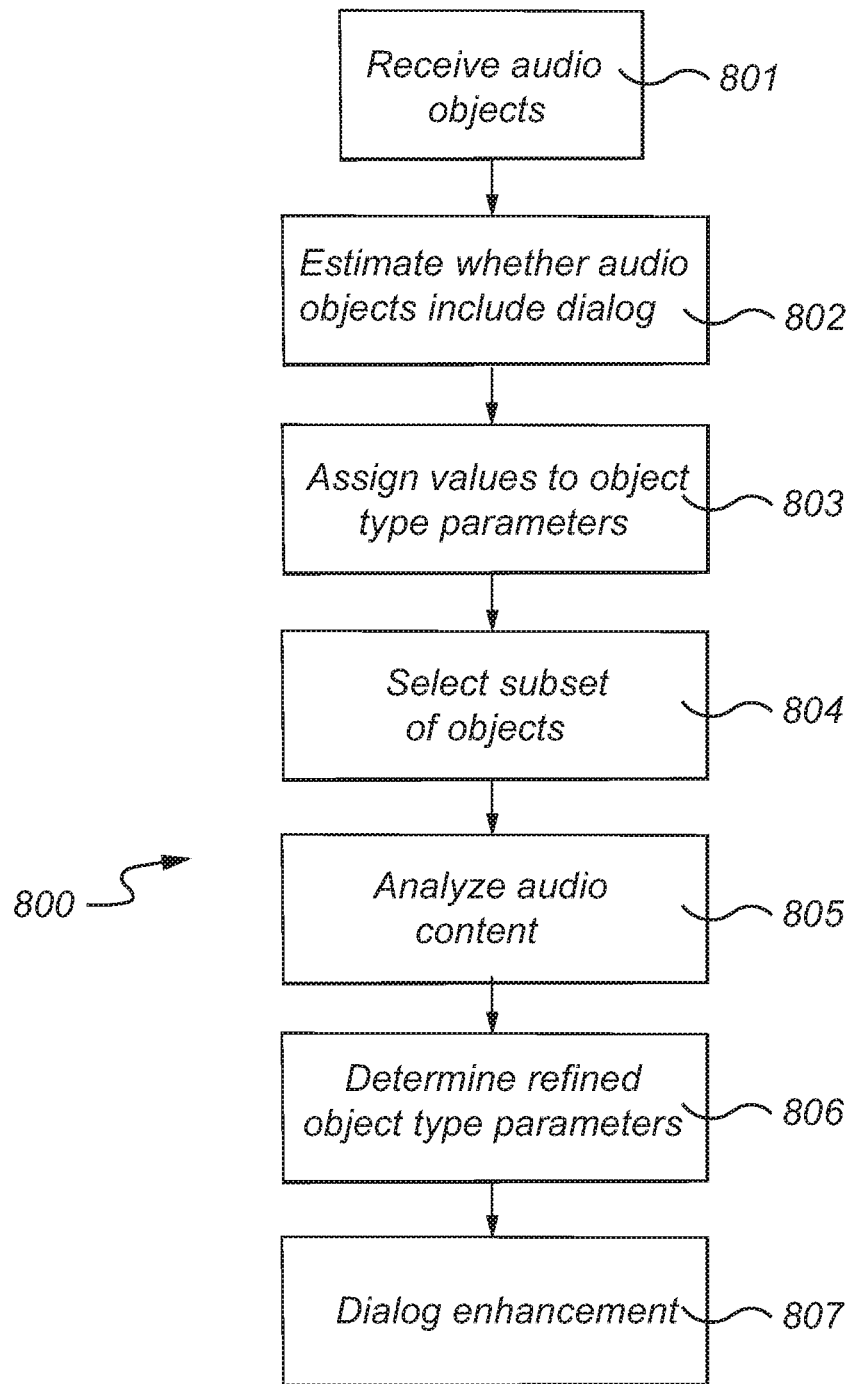 Receive audio
objects
801
Estimate whether audio
objects include dialog
802
Assign values to object
type parameters
803
Select subset
of objects
804
800
Analyze audio
content
805
Determine refined
object type parameters
806
Dialog enhancement
807